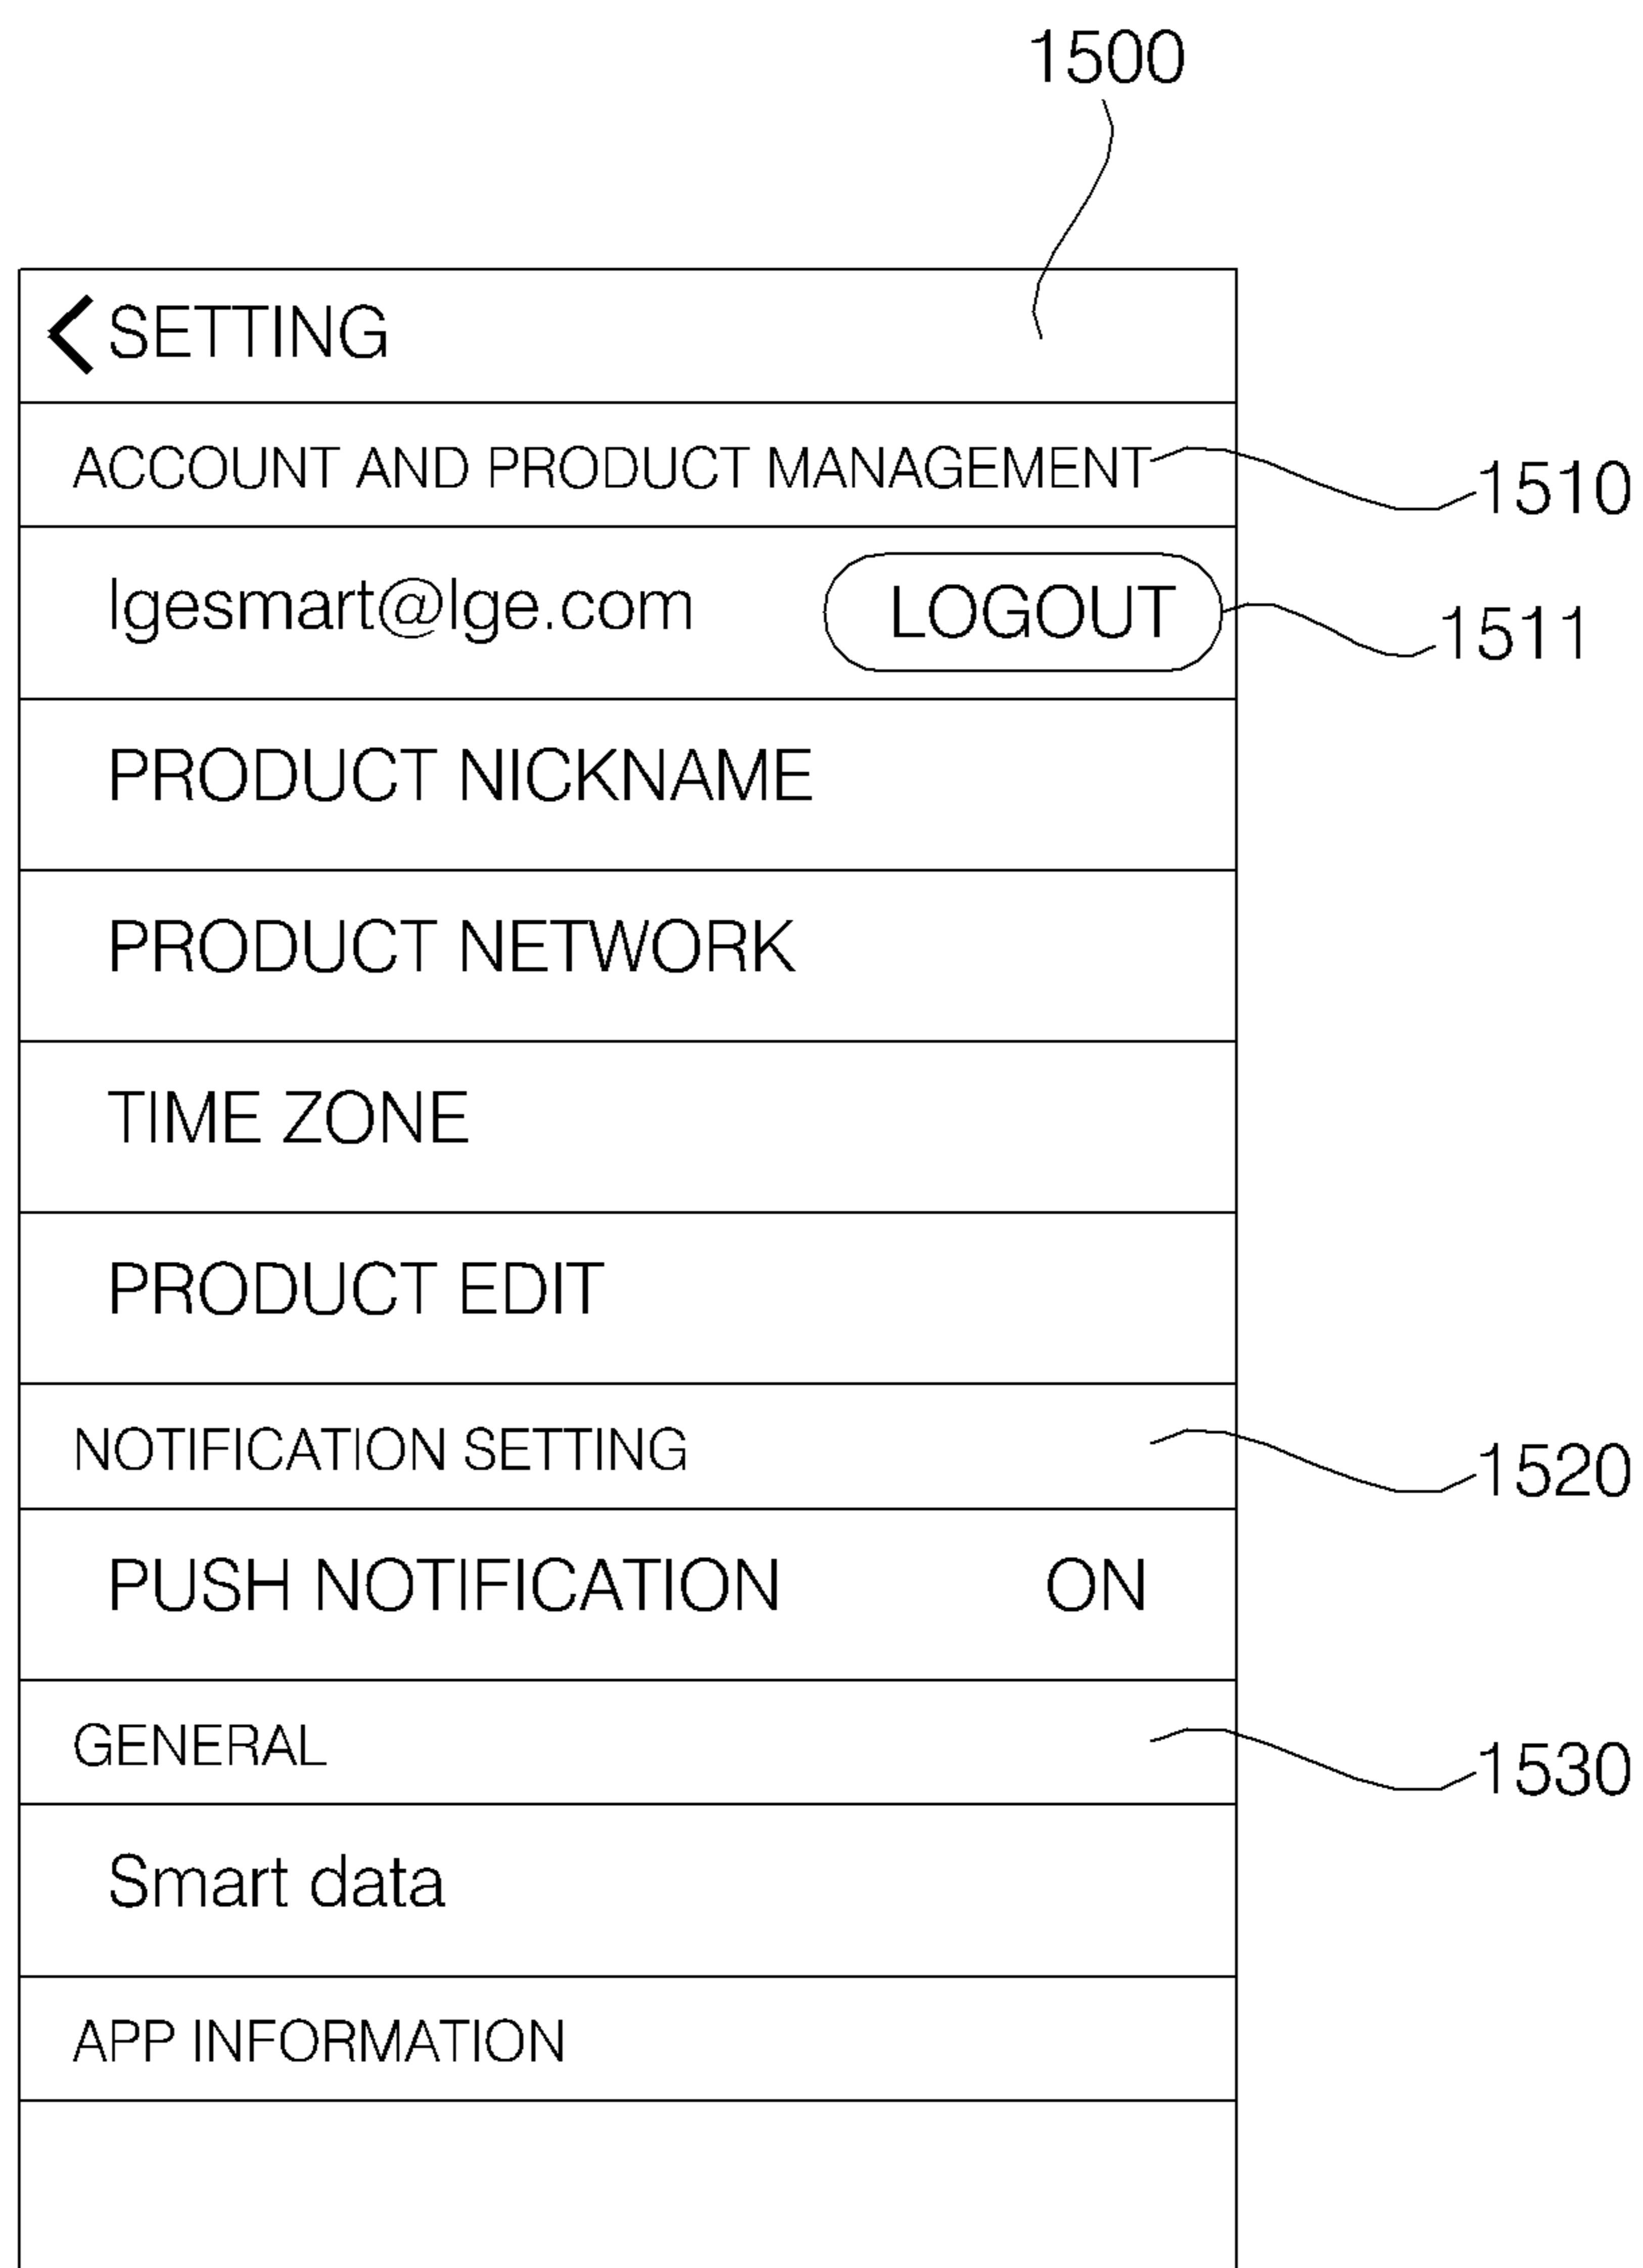 1500
SETTING
ACCOUNT AND PRODUCT MANAGEMENT
1510
lgesmart@lge.com LOGOUT
1511
PRODUCT NICKNAME
PRODUCT NETWORK
TIME ZONE
PRODUCT EDIT
NOTIFICATION SETTING
1520
PUSH NOTIFICATION ON
GENERAL
1530
Smart data
APP INFORMATION